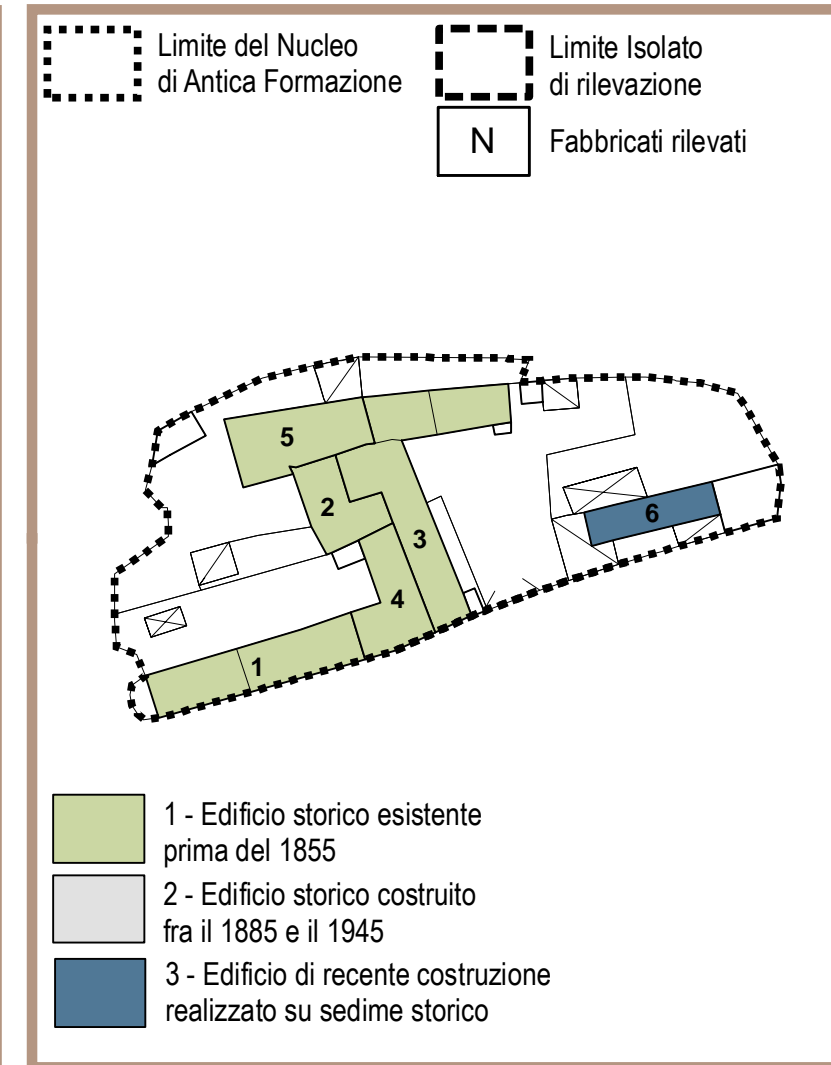 Limite del Nucleo
di Antica Formazione
Limite Isolato
di rilevazione
N
Fabbricati rilevati
5
2
3
6
4
1
1 - Edificio storico esistente
prima del 1855
2 - Edificio storico costruito
fra il 1885 e il 1945
3 - Edificio di recente costruzione
realizzato su sedime storico